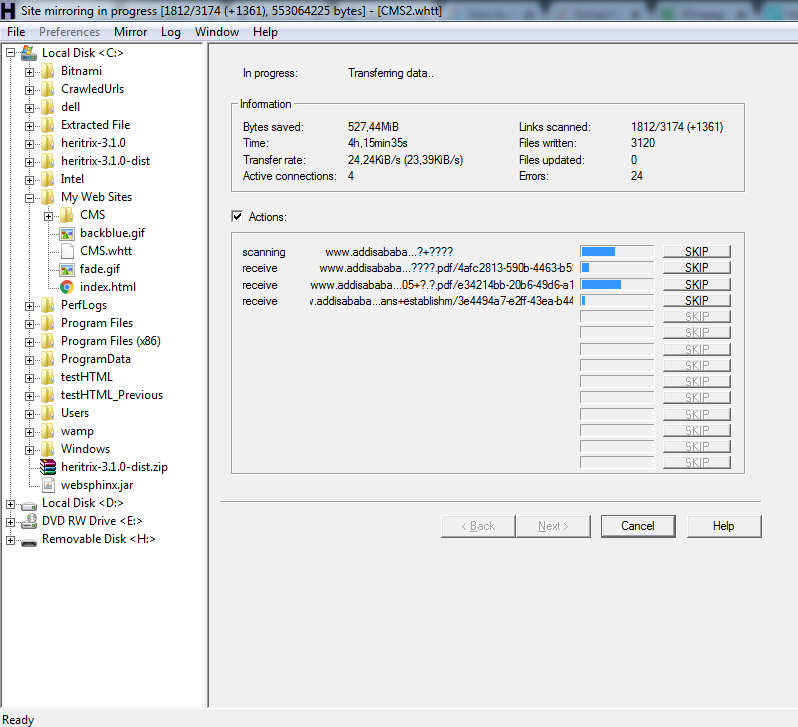 Site mirroring in progress [1812/3174 (+1361), 553064225 bytes] - [CMS2.whtt]
File Preferences Mirror Log Window Help
Local Disk <C:>
Bitnami
CrawledUrls
dell
Extracted File
heritrix-3.1.0
heritrix-3.1.0-dist
Intel
My Web Sites
CMS
backblue.gif
CMS.whtt
fade.gif
index.html
PerfLogs
Program Files
Program Files (x86)
ProgramData
testHTML
testHTML_Previous
Users
wamp
Windows
heritrix-3.1.0-dist.zip
websphinx.jar
Local Disk <D:>
DVD RW Drive <E:>
Removable Disk <H:>
In progress: Transferring data..
Information
Bytes saved: 527,44MiB Links scanned: 1812/3174 (+1361)
Time: 4h,15min35s Files written: 3120
Transfer rate: 24,24KiB/s (23,39KiB/s) Files updated: 0
Active connections: 4 Errors: 24
Actions:
scanning www.addisababa...?+???? SKIP
receive www.addisababa...????.pdf/4afc2813-590b-4463-b5 SKIP
receive www.addisababa...05+?.?.pdf/e34214bb-20b6-49d6-a1 SKIP
receive w.addisababa...ans+establishm/3e4494a7-e2ff-43ea-b44 SKIP
SKIP
SKIP
SKIP
SKIP
SKIP
SKIP
SKIP
SKIP
SKIP
SKIP
< Back Next > Cancel Help
Ready